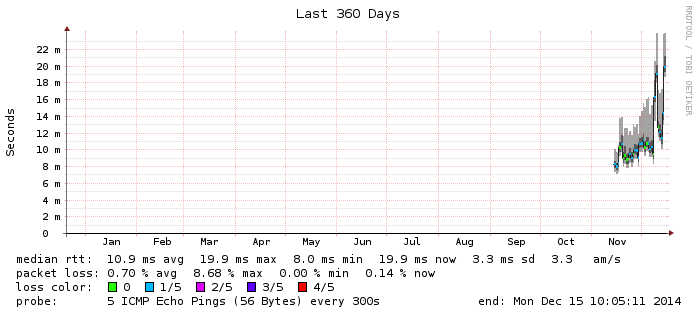 Last 360 Days
RRDTOOL / TOBI OETIKER
Seconds
22 m
20 m
18 m
16 m
14 m
12 m
10 m
8 m
6 m
4 m
2 m
0
Jan Feb Mar Apr May Jun Jul Aug Sep Oct Nov
median rtt: 10.9 ms avg 19.9 ms max 8.0 ms min 19.9 ms now 3.3 ms sd 3.3 am/s
packet loss: 0.70 % avg 8.68 % max 0.00 % min 0.14 % now
loss color: 0 1/5 2/5 3/5 4/5
probe: 5 ICMP Echo Pings (56 Bytes) every 300s end: Mon Dec 15 10:05:11 2014